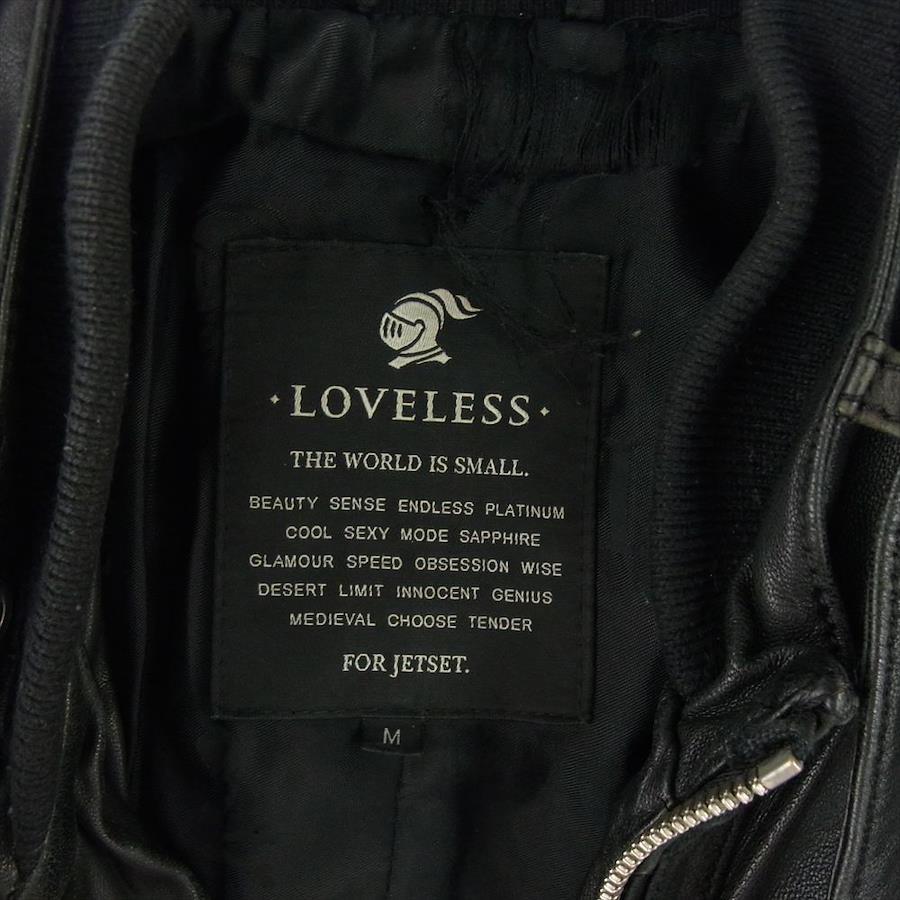 · LOVELESS ·
THE WORLD IS SMALL.
BEAUTY SENSE ENDLESS PLATINUM
COOL SEXY MODE SAPPHIRE
GLAMOUR SPEED OBSESSION WISE
DESERT LIMIT INNOCENT GENIUS
MEDIEVAL CHOOSE TENDER
FOR JETSET.
M